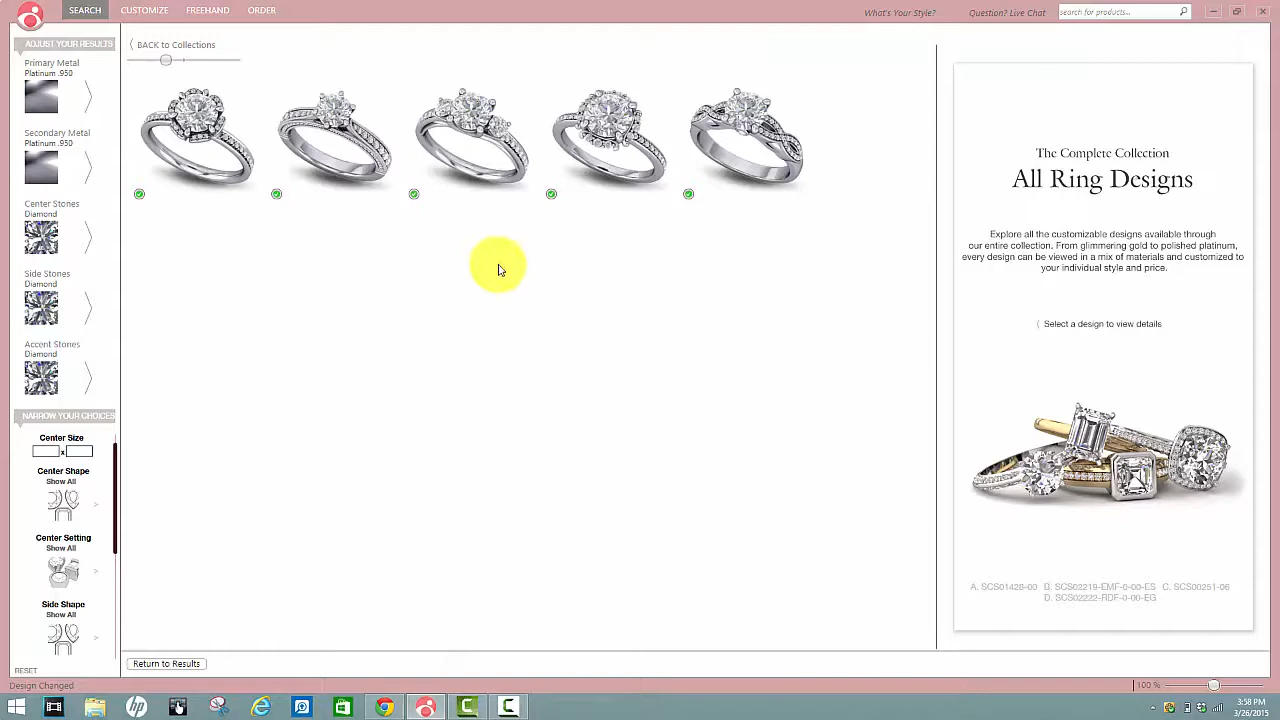 SEARCH CUSTOMIZE FREEHAND ORDER
What's Your Style? Question? Live Chat search for products...
ADJUST YOUR RESULTS
Primary Metal
Platinum .950
Secondary Metal
Platinum .950
Center Stones
Diamond
Side Stones
Diamond
Accent Stones
Diamond
NARROW YOUR CHOICES
Center Size
x
Center Shape
Show All
Center Setting
Show All
Side Shape
Show All
RESET
Design Changed
BACK to Collections
Return to Results
The Complete Collection
All Ring Designs
Explore all the customizable designs available through
our entire collection. From glimmering gold to polished platinum,
every design can be viewed in a mix of materials and customized to
your individual style and price.
Select a design to view details
A. SCS01428-00 B. SCS02219-EMF-0-00-ES C. SCS00251-06
D. SCS02222-RDF-0-00-EG
100 %
3:58 PM
3/26/2015